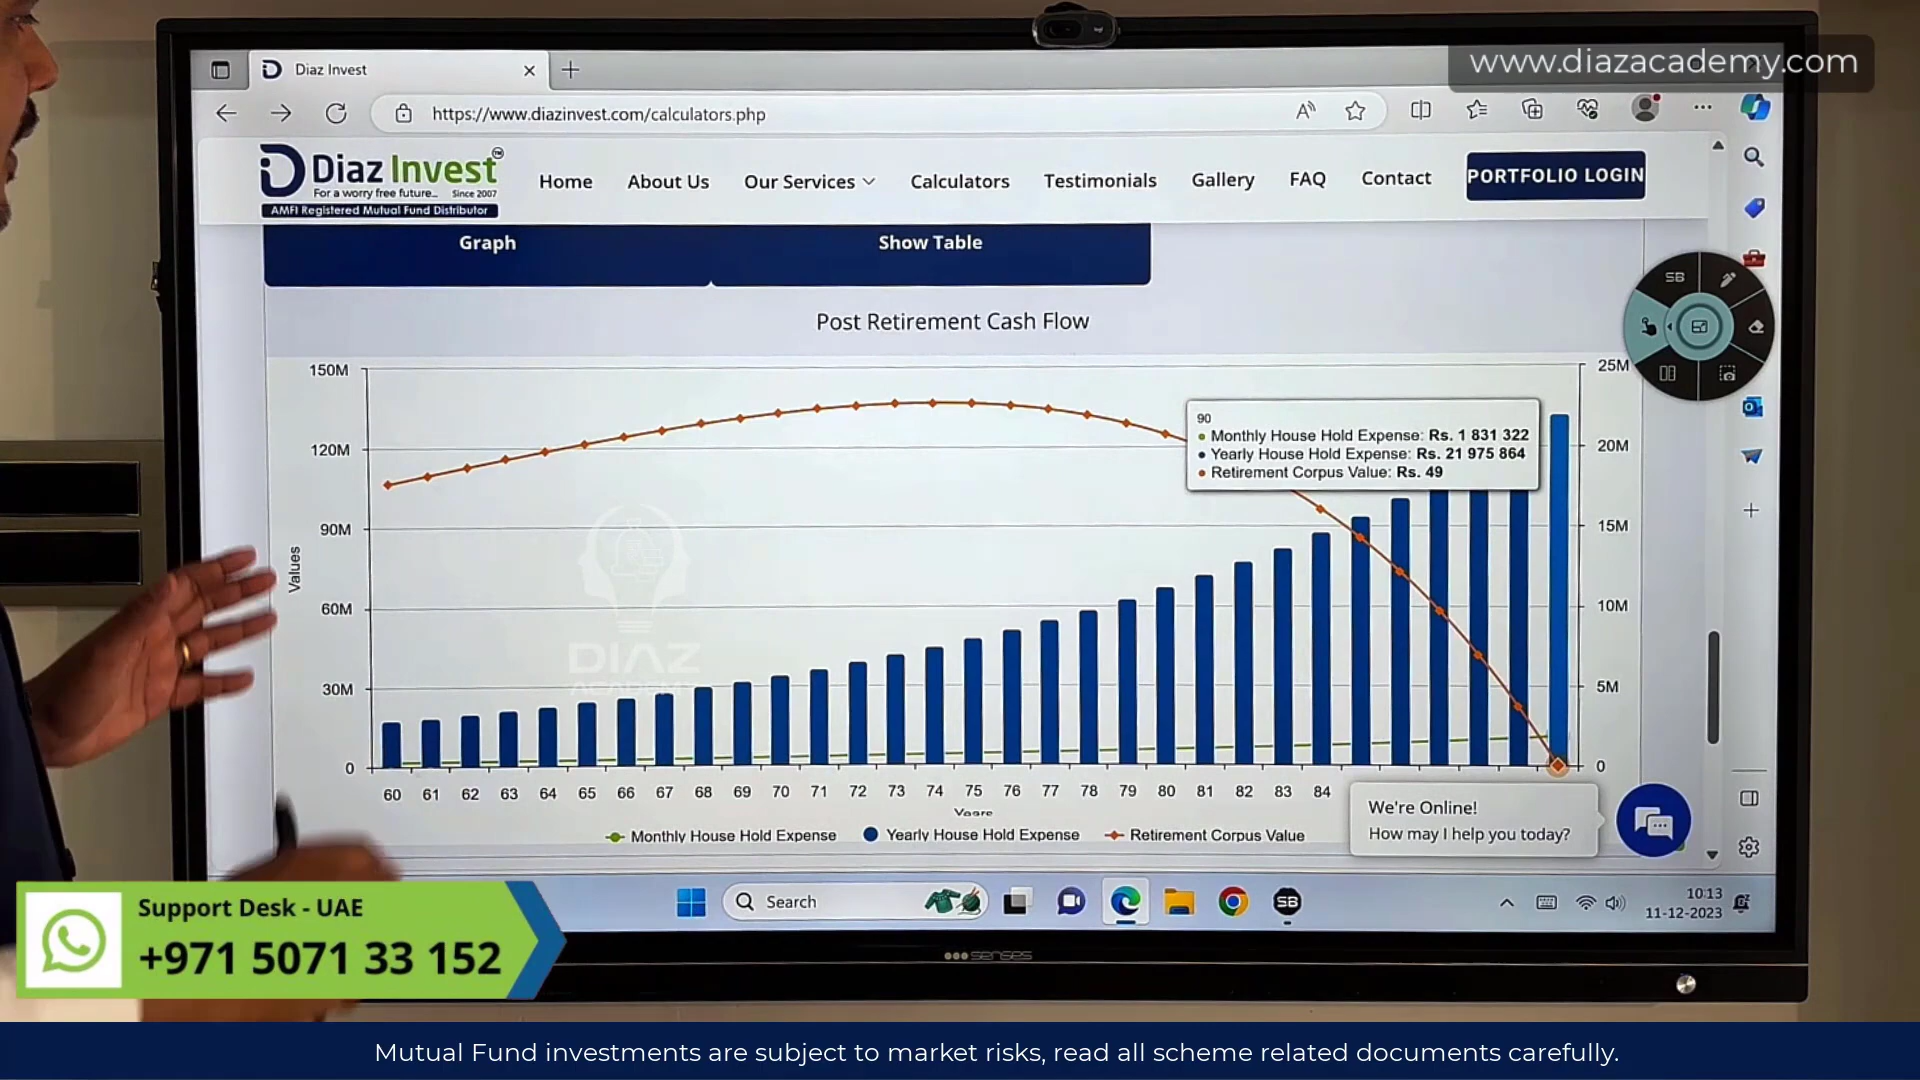 www.diazacademy.com
Diaz Invest
https://www.diazinvest.com/calculators.php
Diaz Invest™
For a worry free future... Since 2007
AMFI Registered Mutual Fund Distributor
Home About Us Our Services Calculators Testimonials Gallery FAQ Contact PORTFOLIO LOGIN
Graph Show Table
SB
Post Retirement Cash Flow
150M 25M
120M 20M
90M 15M
60M 10M
30M 5M
0 0
Values
90
Monthly House Hold Expense: Rs. 1 831 322
Yearly House Hold Expense: Rs. 21 975 864
Retirement Corpus Value: Rs. 49
DIAZ
ACADEMY
60 61 62 63 64 65 66 67 68 69 70 71 72 73 74 75 76 77 78 79 80 81 82 83 84
Years
Monthly House Hold Expense Yearly House Hold Expense Retirement Corpus Value
We're Online!
How may I help you today?
Search
SB
10:13
11-12-2023
senses
Support Desk - UAE
+971 5071 33 152
Mutual Fund investments are subject to market risks, read all scheme related documents carefully.